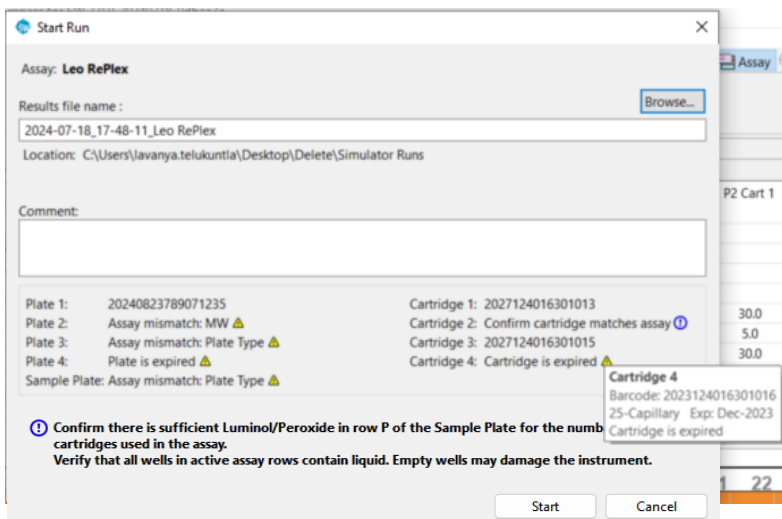 Start Run
Assay: Leo RePlex
Assay
Results file name :
Browse...
2024-07-18_17-48-11_Leo RePlex
Location: C:\Users\lavanya.telukuntla\Desktop\Delete\Simulator Runs
P2 Cart 1
Comment:
Plate 1: 20240823789071235 Cartridge 1: 2027124016301013
30.0
Plate 2: Assay mismatch: MW Cartridge 2: Confirm cartridge matches assay
5.0
Plate 3: Assay mismatch: Plate Type Cartridge 3: 2027124016301015
30.0
Plate 4: Plate is expired Cartridge 4: Cartridge is expired
Sample Plate: Assay mismatch: Plate Type
Cartridge 4
Barcode: 2023124016301016
25-Capillary Exp: Dec-2023
Cartridge is expired
Confirm there is sufficient Luminol/Peroxide in row P of the Sample Plate for the
cartridges used in the assay.
Verify that all wells in active assay rows contain liquid. Empty wells may damage the instrument.
22
Start Cancel